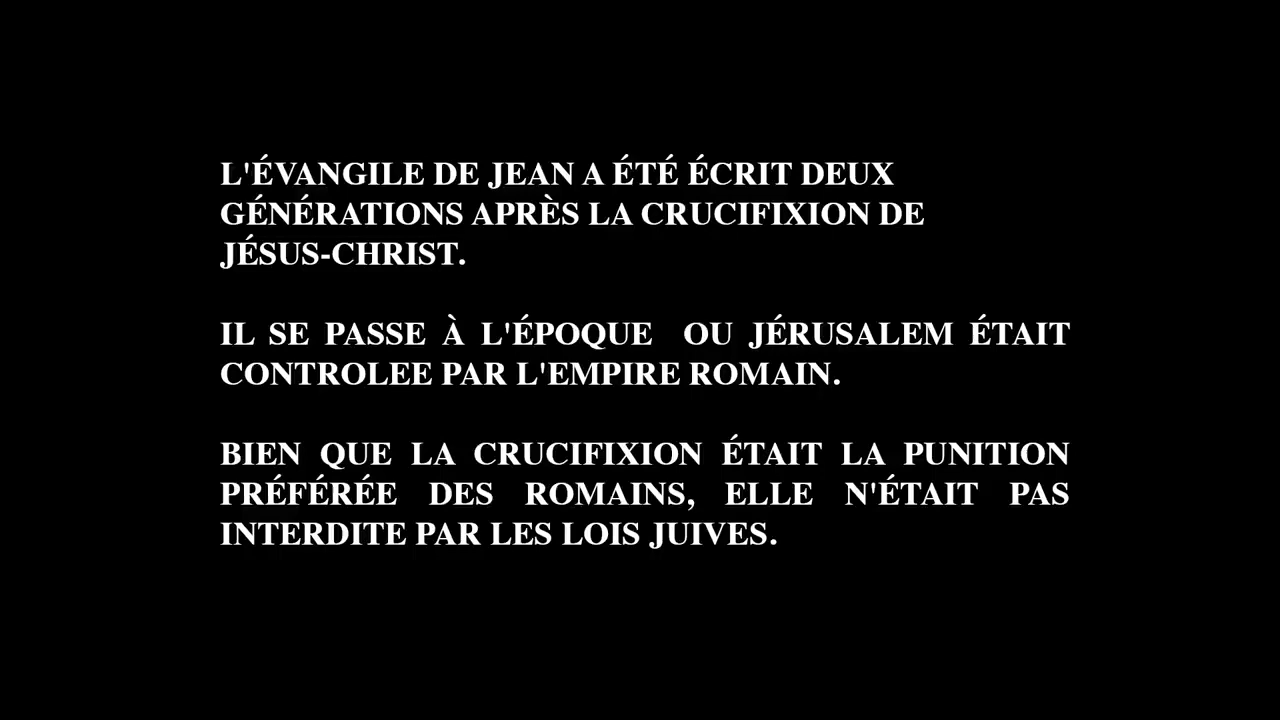 L'ÉVANGILE DE JEAN A ÉTÉ ÉCRIT DEUX
GÉNÉRATIONS APRÈS LA CRUCIFIXION DE
JÉSUS-CHRIST.
IL SE PASSE À L'ÉPOQUE OU JÉRUSALEM ÉTAIT
CONTROLEE PAR L'EMPIRE ROMAIN.
BIEN QUE LA CRUCIFIXION ÉTAIT LA PUNITION
PRÉFÉRÉE DES ROMAINS, ELLE N'ÉTAIT PAS
INTERDITE PAR LES LOIS JUIVES.